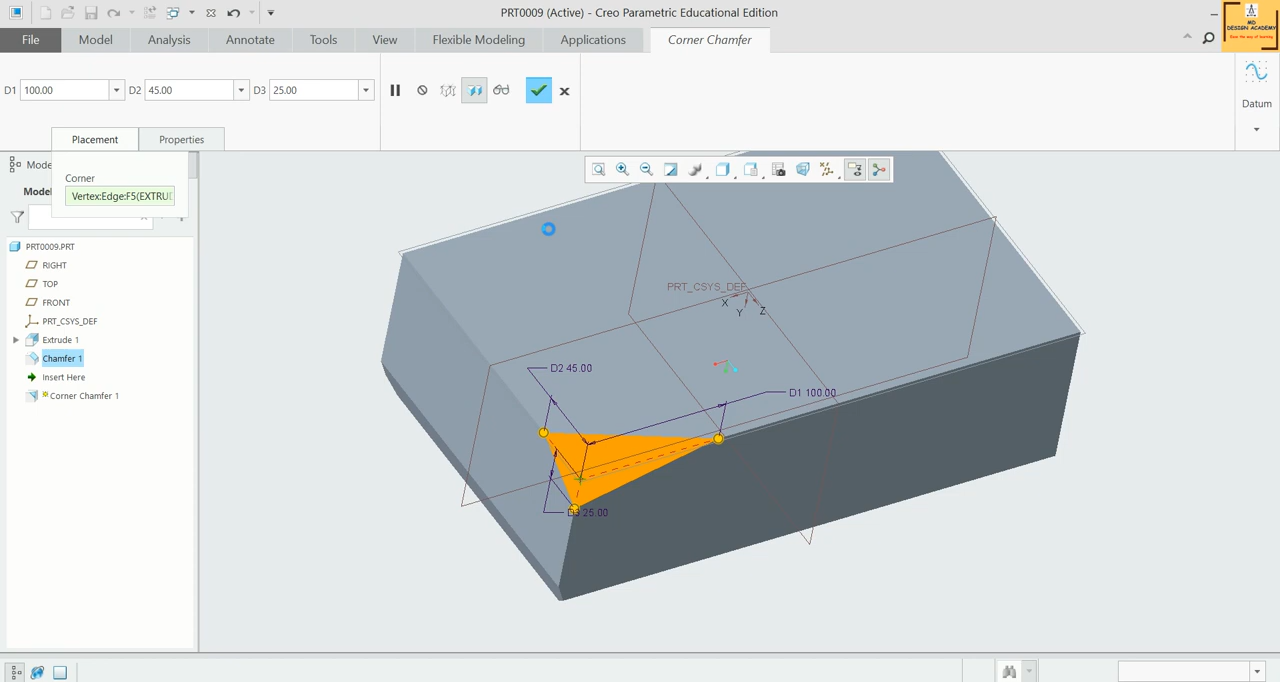 PRT0009 (Active) - Creo Parametric Educational Edition
MD
DESIGN ACADEMY
File Model Analysis Annotate Tools View Flexible Modeling Applications Corner Chamfer
D1 100.00 D2 45.00 D3 25.00
Datum
Placement Properties
Mode
Corner
Vertex:Edge:F5(EXTRU
Model
PRT0009.PRT
RIGHT
TOP
FRONT
PRT_CSYS_DEF
Extrude 1
Chamfer 1
Insert Here
Corner Chamfer 1
PRT_CSYS_DEF
X
Y
Z
D2 45.00
D1 100.00
D3 25.00